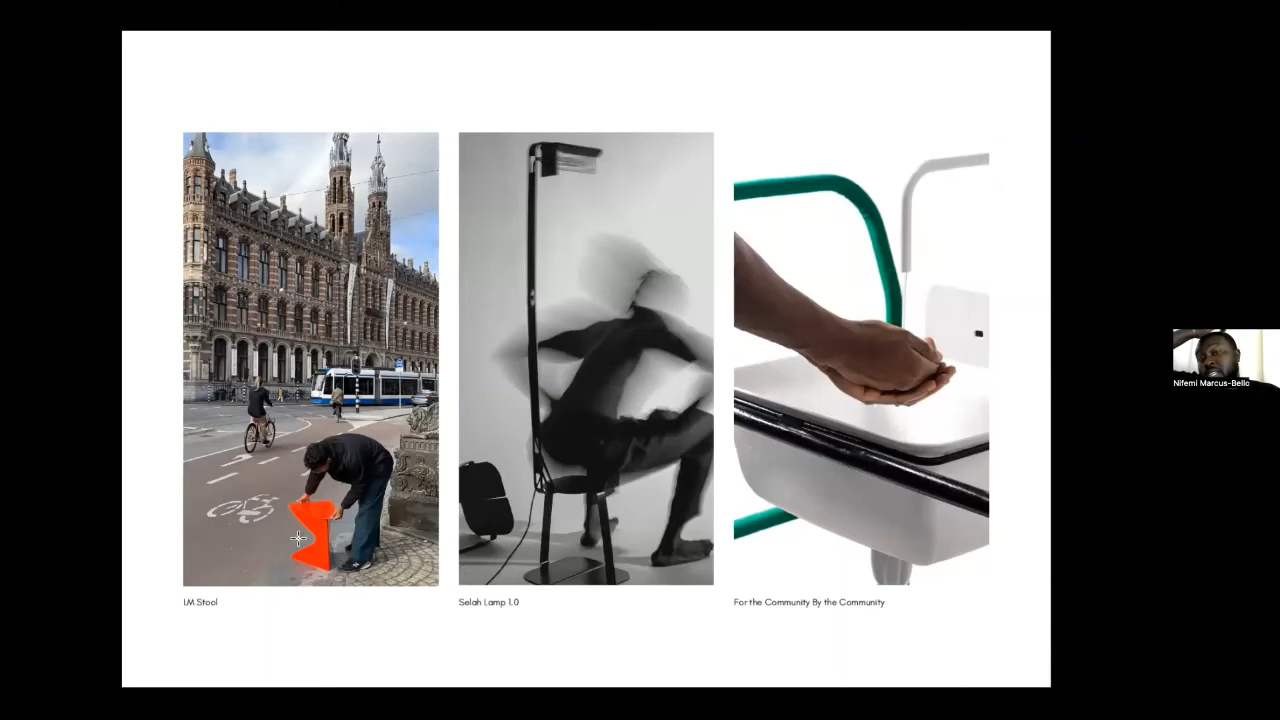 LM Stool
Selah Lamp 1.0
For the Community By the Community
Nifemi Marcus-Bello